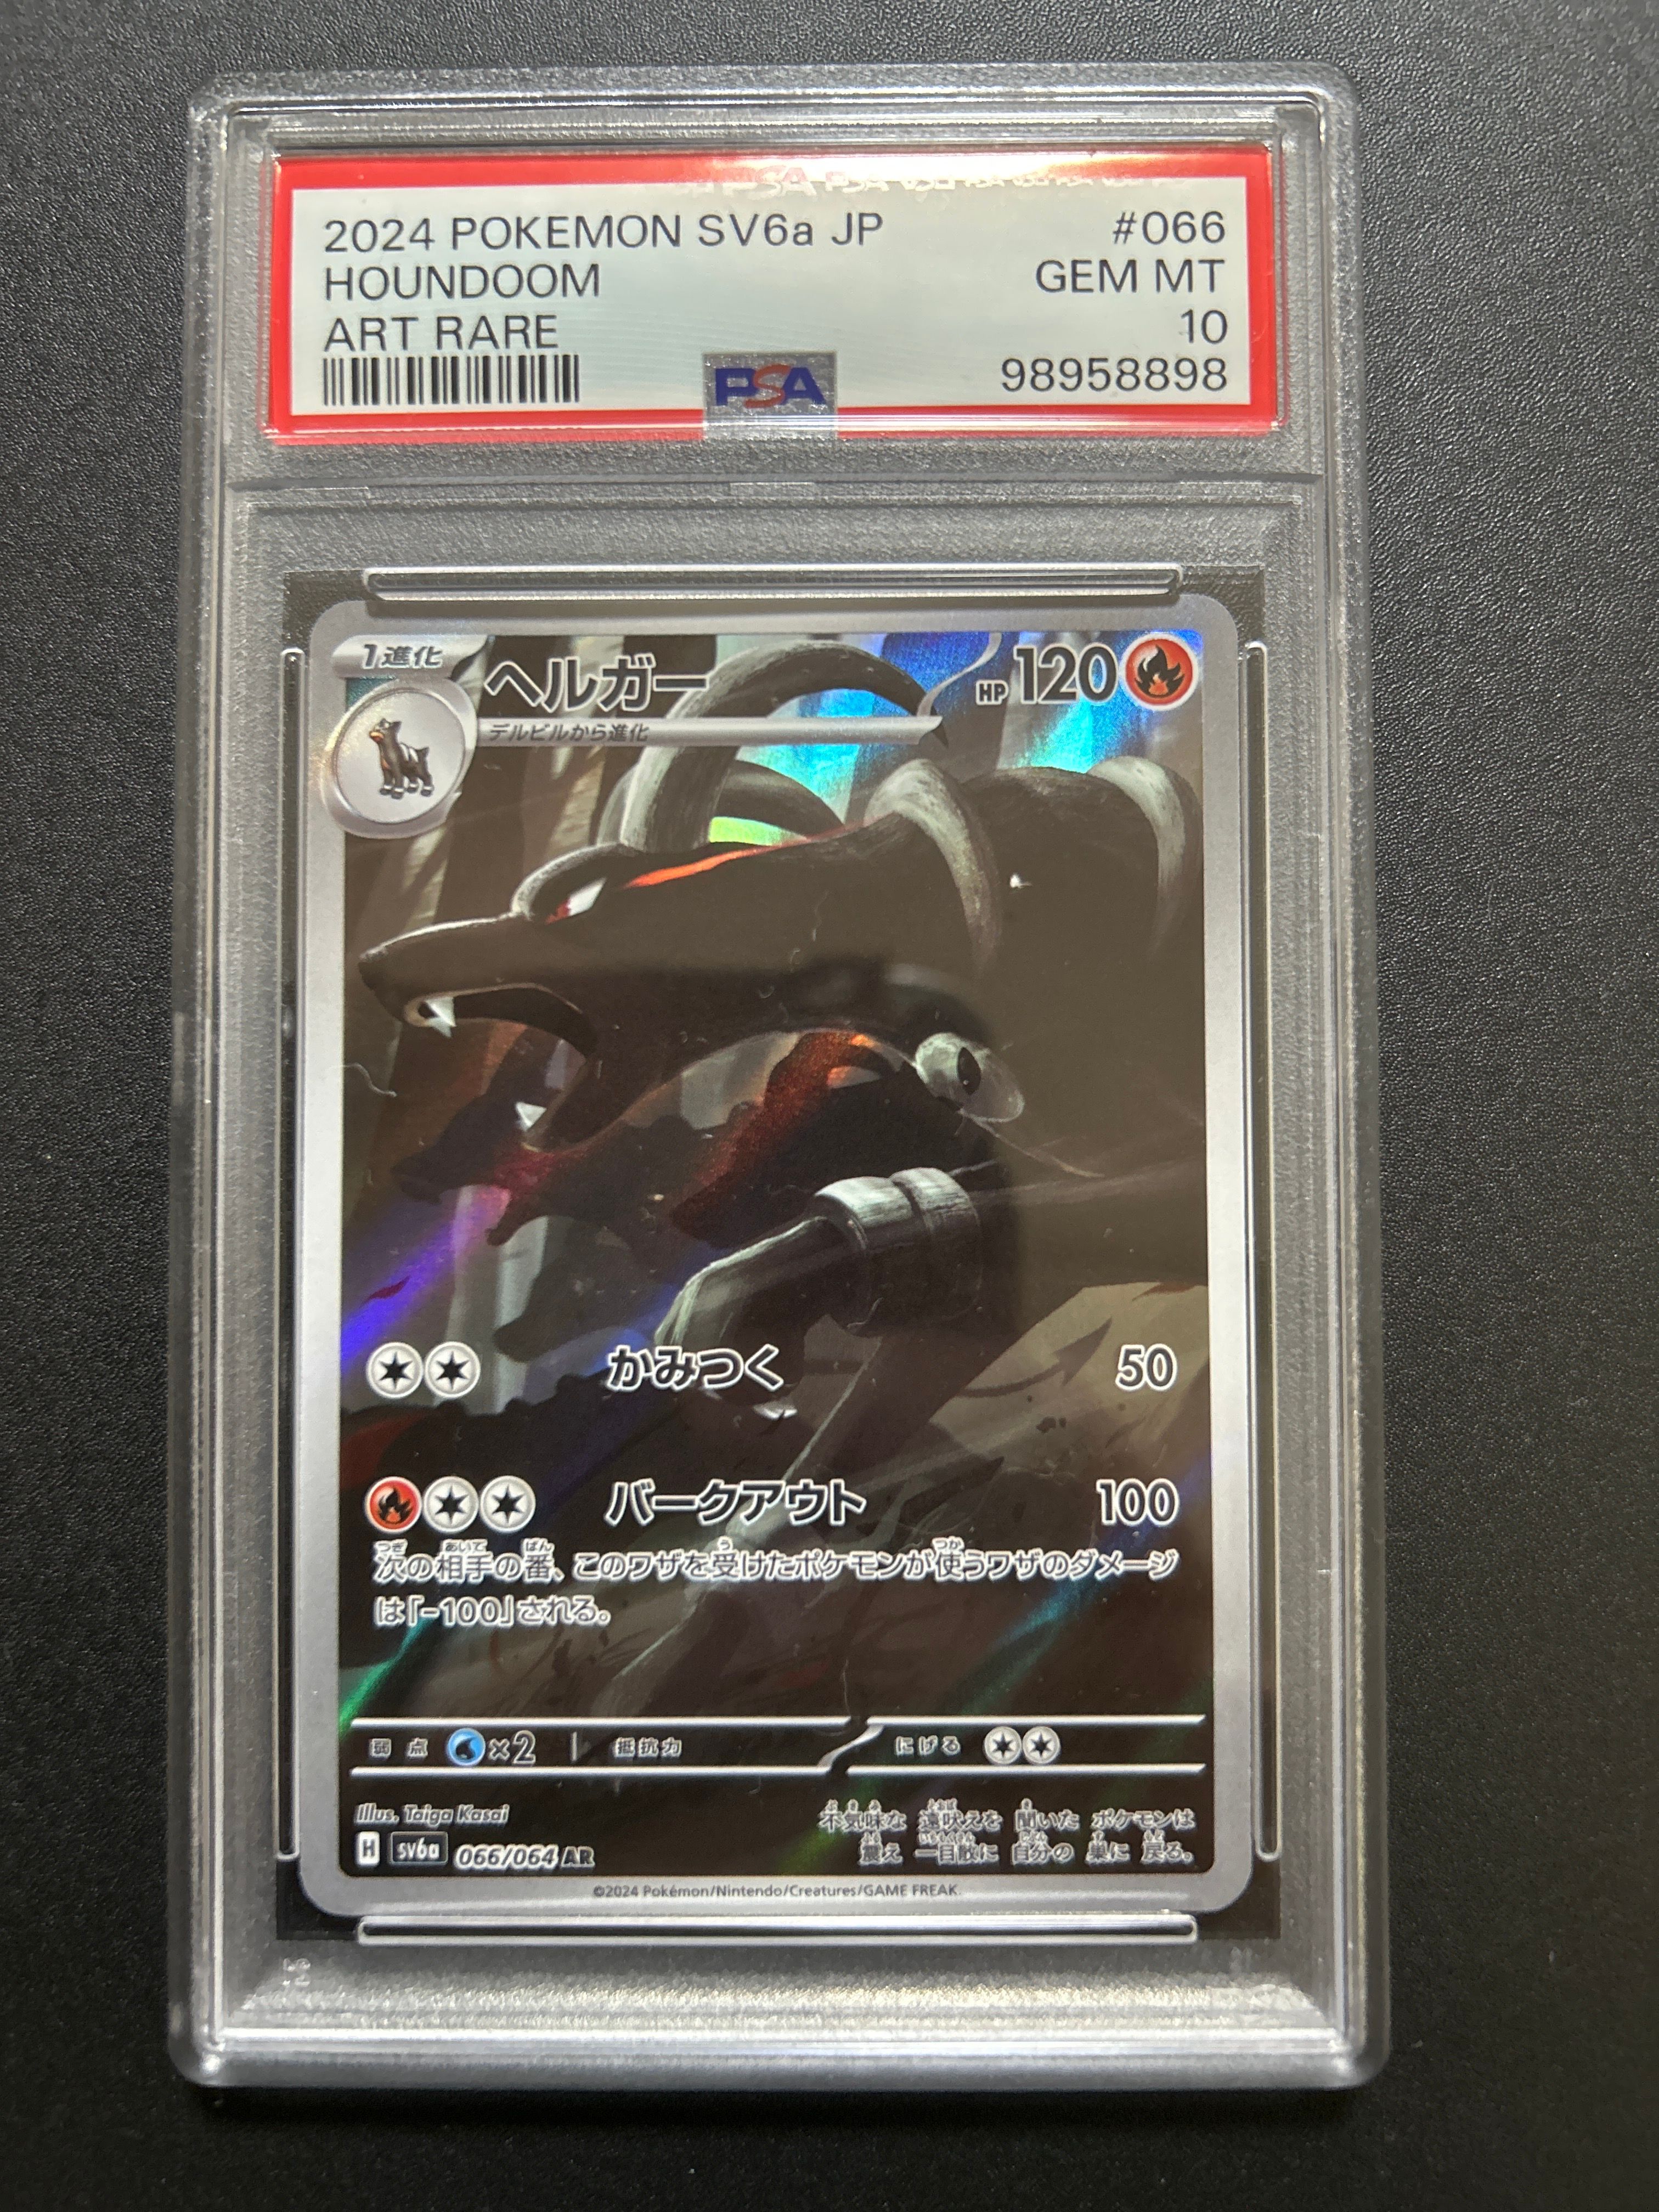 2024 POKEMON SV6a JP #066
HOUNDOOM GEM MT
ART RARE 10
PSA 98958898
1進化
ヘルガー HP 120
デルビルから進化
かみつく 50
バークアウト 100
次の相手の番、このワザを受けたポケモンが使うワザのダメージ
は「-100」される。
弱点 ×2 抵抗力 にげる
Illus. Taiga Kasai
不気味な 遠吠えを 聞いた ポケモンは
震え 一目散に 自分の 巣に 戻る。
H sv6a 066/064 AR
©2024 Pokémon/Nintendo/Creatures/GAME FREAK.